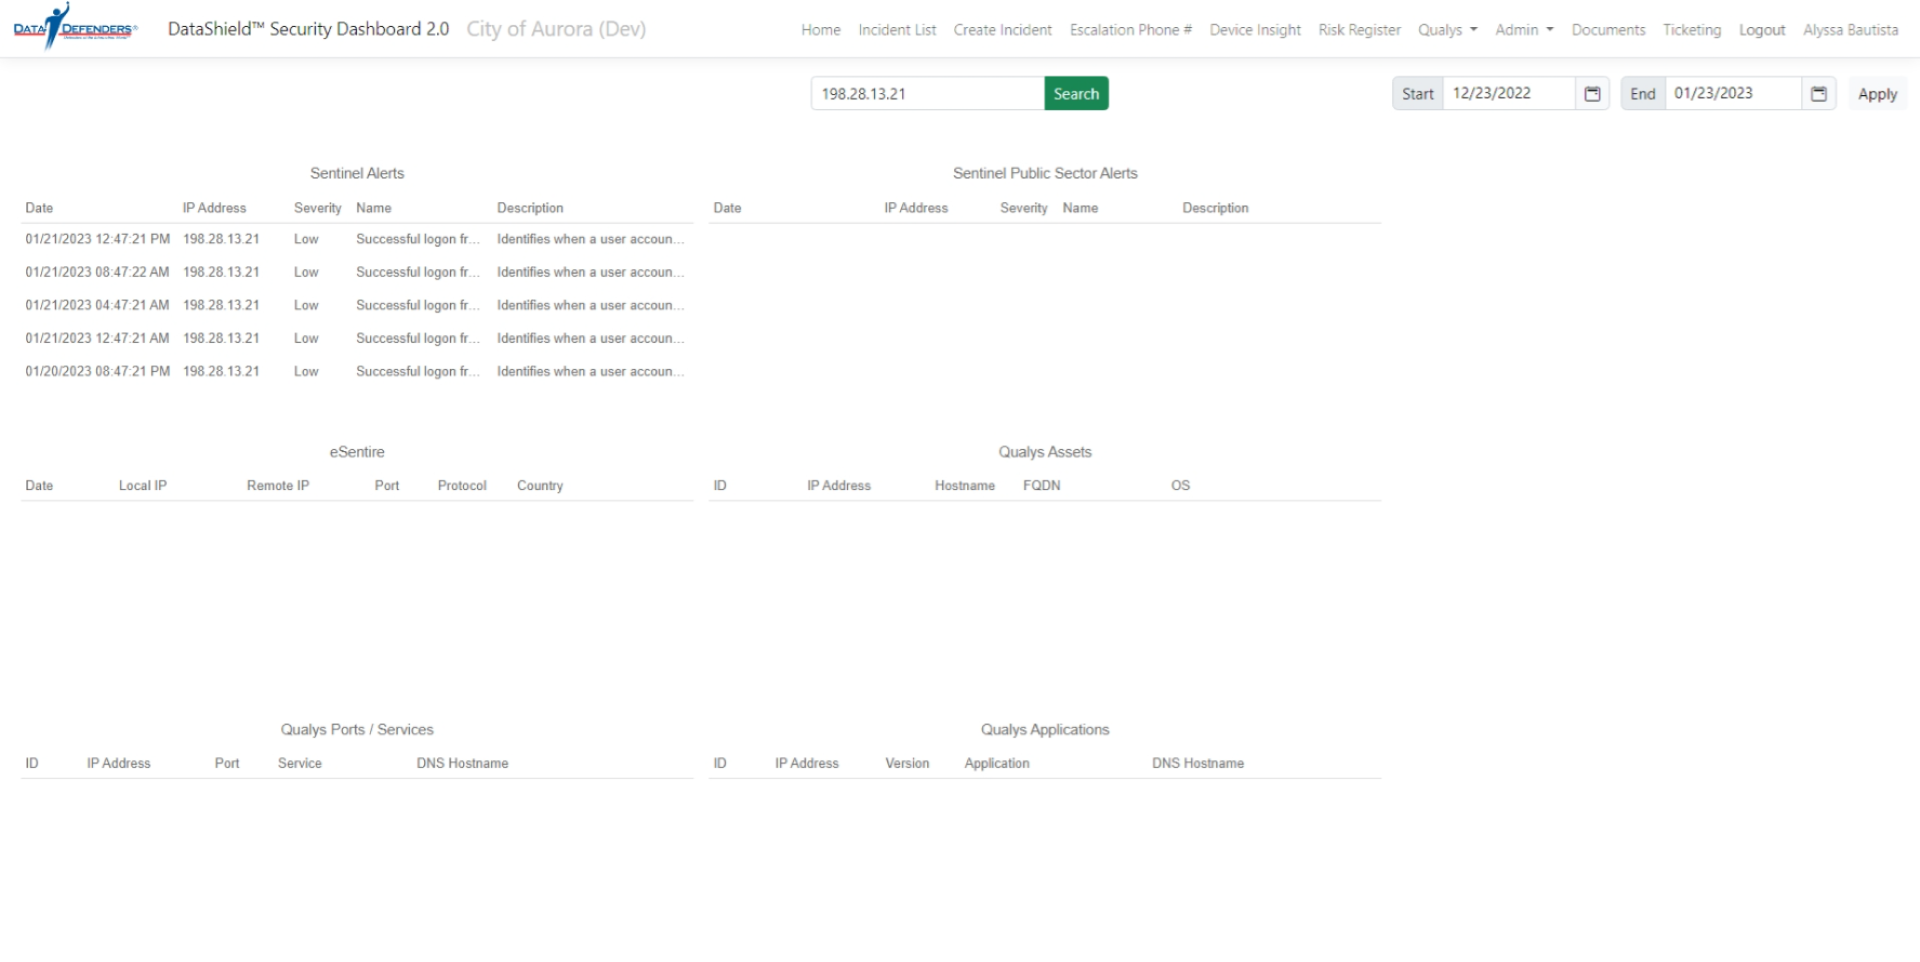 DATA DEFENDERS®
DataShield™ Security Dashboard 2.0 City of Aurora (Dev) Home Incident List Create Incident Escalation Phone # Device Insight Risk Register Qualys Admin Documents Ticketing Logout Alyssa Bautista
198.28.13.21 Search Start 12/23/2022 End 01/23/2023 Apply
Sentinel Alerts
Date IP Address Severity Name Description
01/21/2023 12:47:21 PM 198.28.13.21 Low Successful logon fr... Identifies when a user accoun...
01/21/2023 08:47:22 AM 198.28.13.21 Low Successful logon fr... Identifies when a user accoun...
01/21/2023 04:47:21 AM 198.28.13.21 Low Successful logon fr... Identifies when a user accoun...
01/21/2023 12:47:21 AM 198.28.13.21 Low Successful logon fr... Identifies when a user accoun...
01/20/2023 08:47:21 PM 198.28.13.21 Low Successful logon fr... Identifies when a user accoun...
Sentinel Public Sector Alerts
Date IP Address Severity Name Description
eSentire
Date Local IP Remote IP Port Protocol Country
Qualys Assets
ID IP Address Hostname FQDN OS
Qualys Ports / Services
ID IP Address Port Service DNS Hostname
Qualys Applications
ID IP Address Version Application DNS Hostname